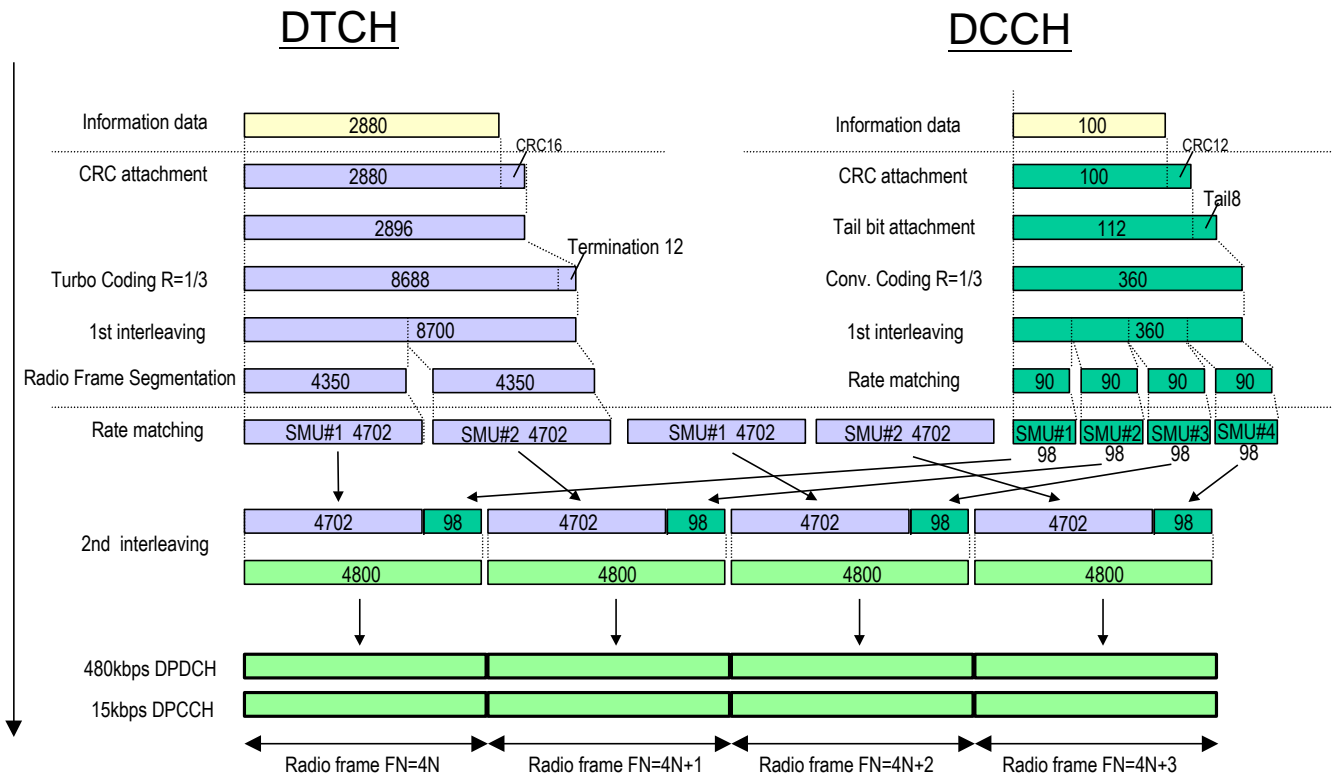 DTCH DCCH
Information data 2880 Information data 100
CRC16 CRC12
CRC attachment 2880 CRC attachment 100
Tail8
2896 Tail bit attachment 112
Termination 12
Turbo Coding R=1/3 8688 Conv. Coding R=1/3 360
1st interleaving 8700 1st interleaving 360
Radio Frame Segmentation 4350 4350 Rate matching 90 90 90 90
Rate matching SMU#1 4702 SMU#2 4702 SMU#1 4702 SMU#2 4702 SMU#1 SMU#2 SMU#3 SMU#4
98 98 98 98
4702 98 4702 98 4702 98 4702 98
2nd interleaving
4800 4800 4800 4800
480kbps DPDCH
15kbps DPCCH
Radio frame FN=4N Radio frame FN=4N+1 Radio frame FN=4N+2 Radio frame FN=4N+3